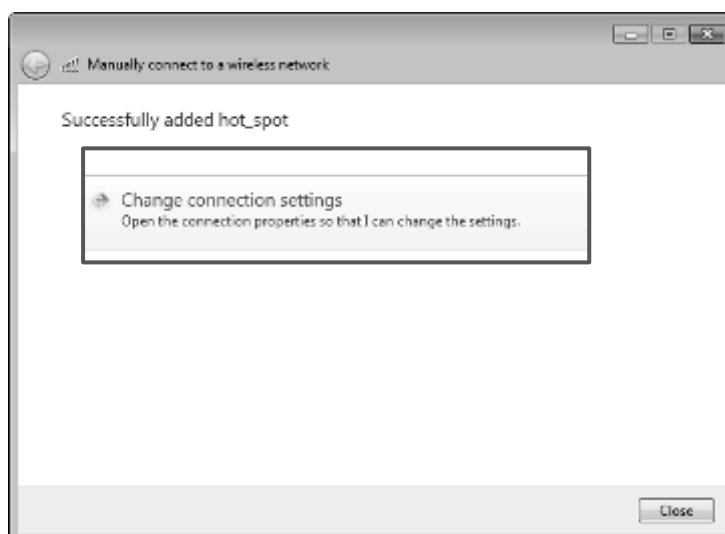 Manually connect to a wireless network
Successfully added hot_spot
Change connection settings
Open the connection properties so that I can change the settings.
Close